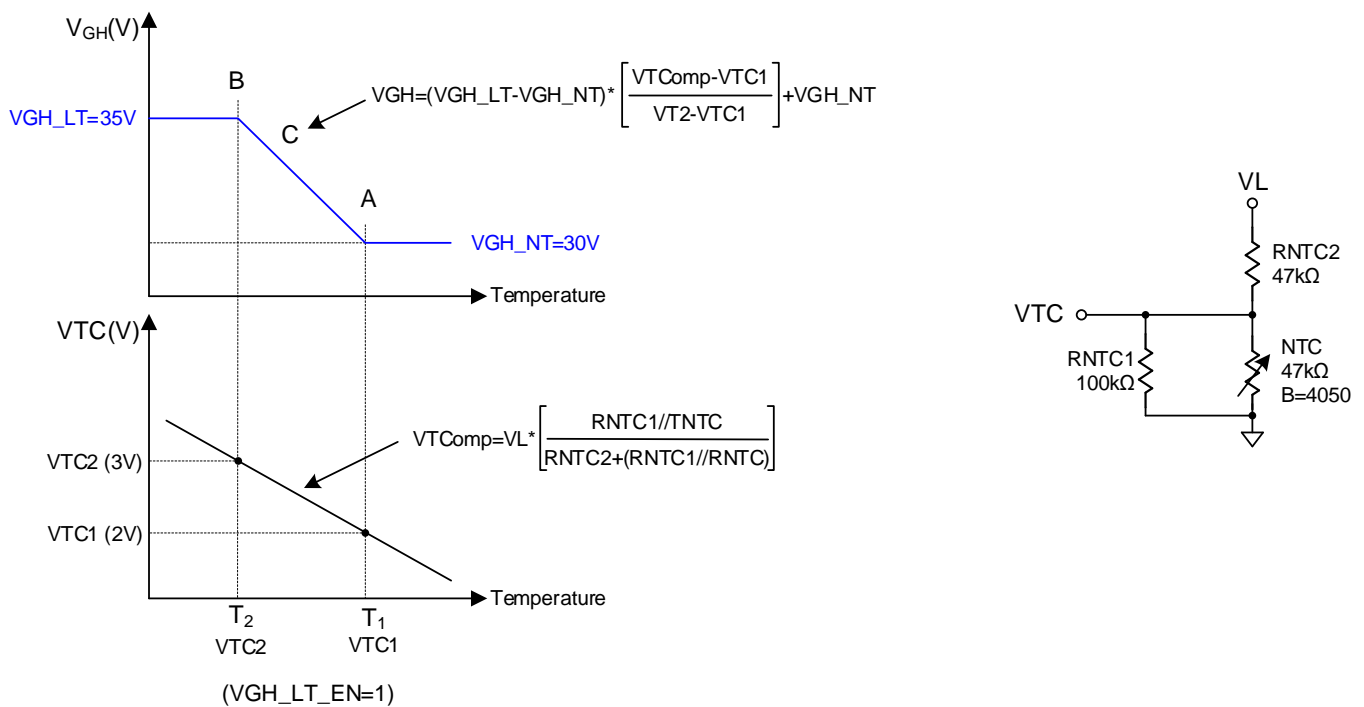 VGH(V)
B
VGH=(VGH_LT-VGH_NT)*[VTComp-VTC1
VT2-VTC1]+VGH_NT
VGH_LT=35V
C
A
VGH_NT=30V
Temperature
VTC(V)
VTComp=VL*[RNTC1//TNTC
RNTC2+(RNTC1//RNTC)]
VTC2 (3V)
VTC1 (2V)
Temperature
T2
VTC2
T1
VTC1
(VGH_LT_EN=1)
VL
RNTC2
47kΩ
VTC
RNTC1
100kΩ
NTC
47kΩ
B=4050